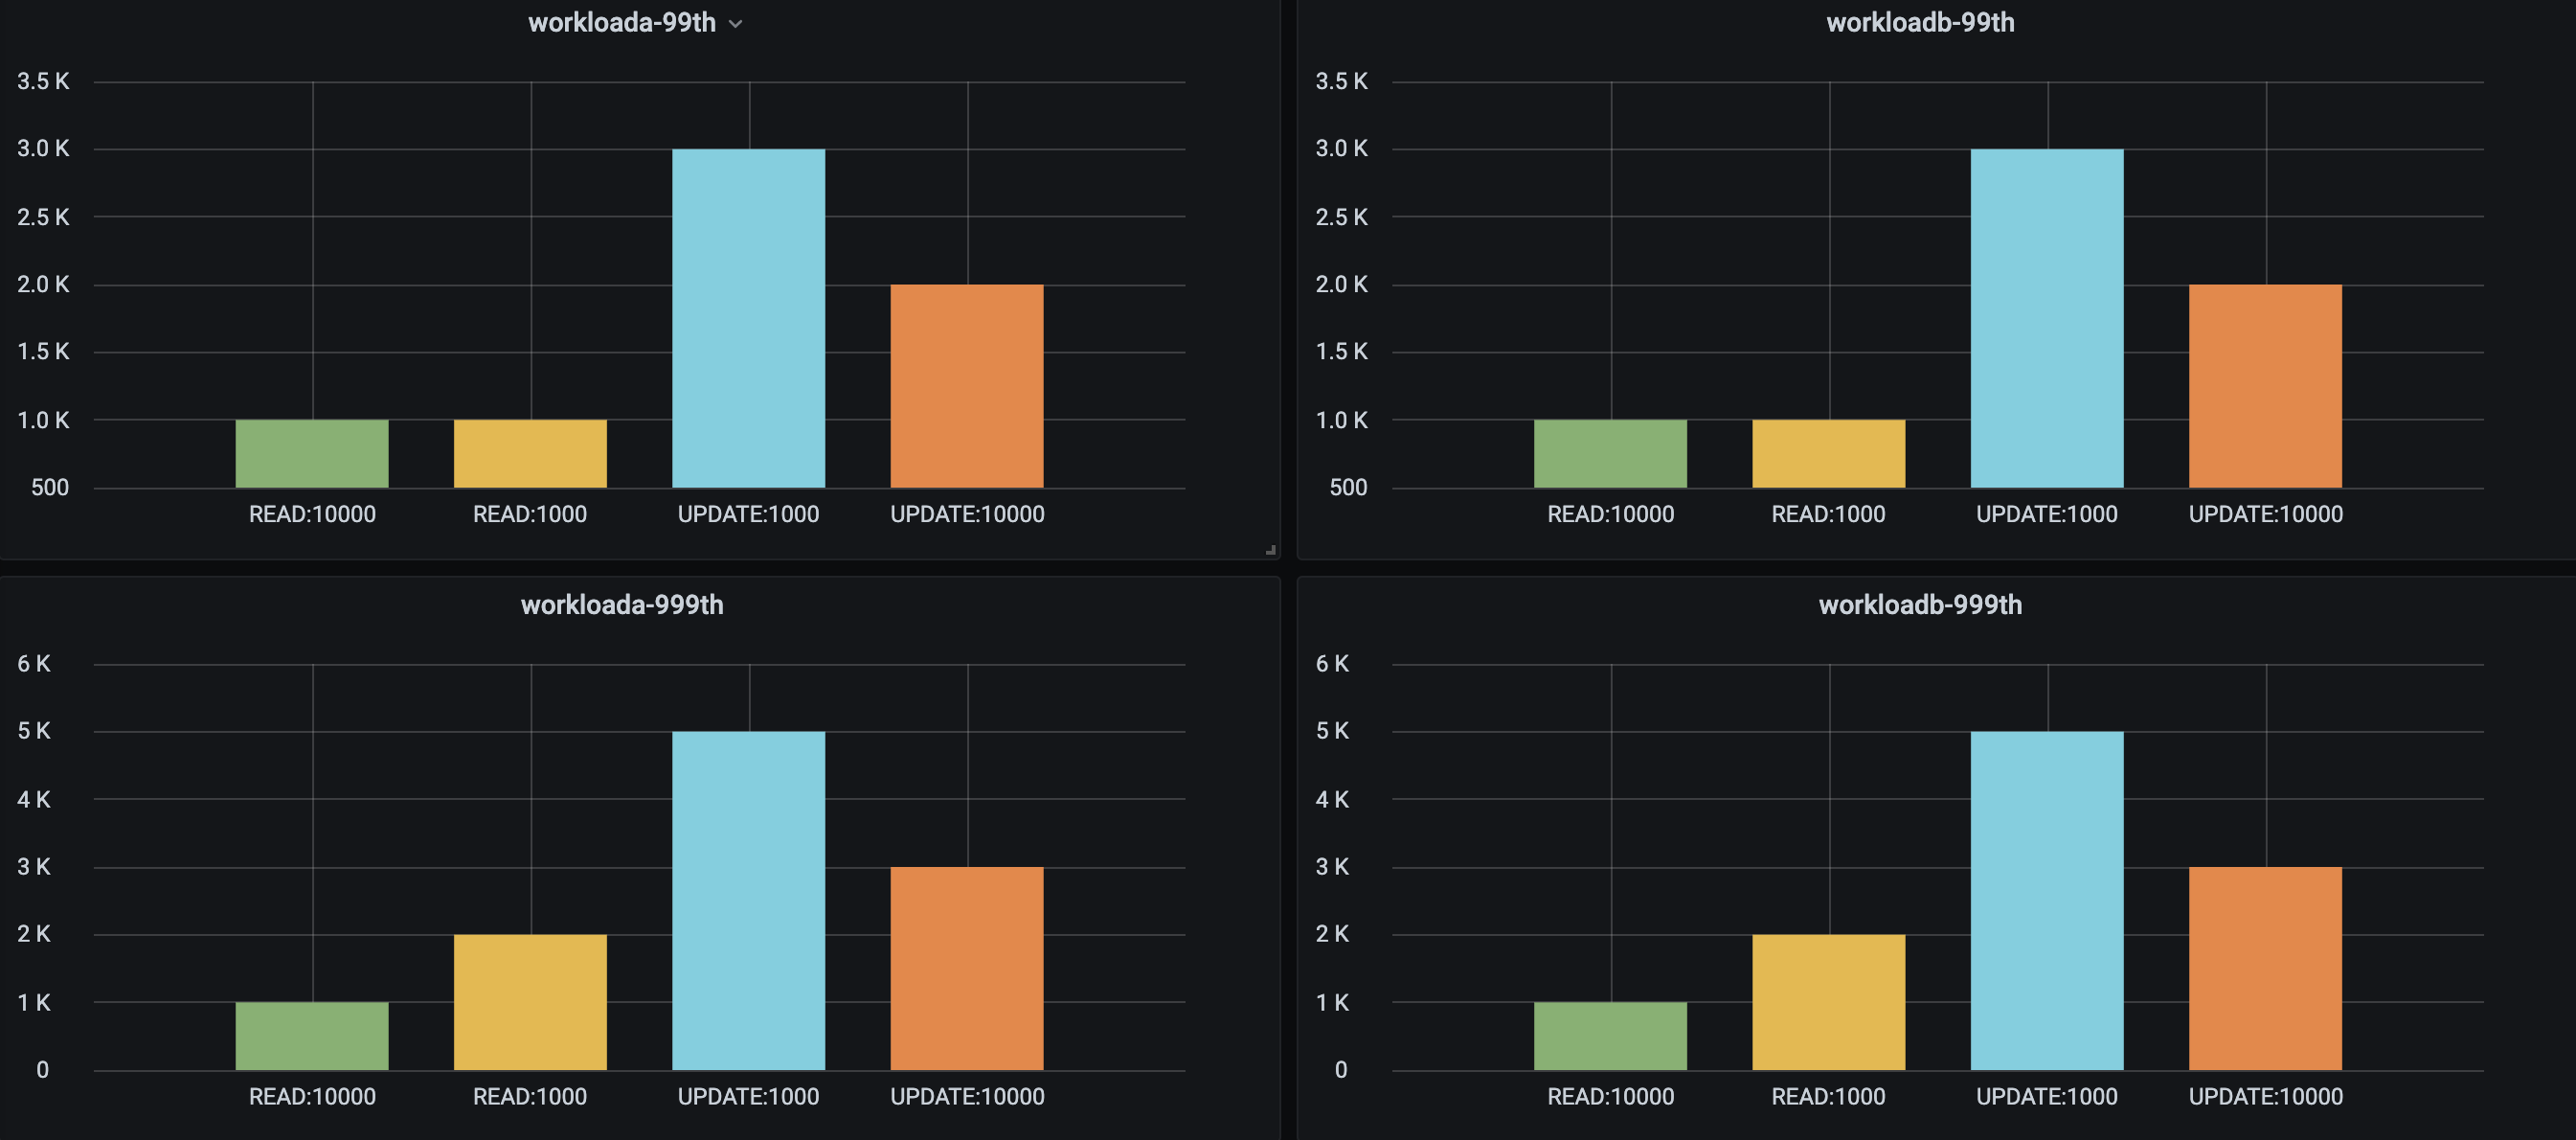 workloada-99th
3.5 K
3.0 K
2.5 K
2.0 K
1.5 K
1.0 K
500
READ:10000 READ:1000 UPDATE:1000 UPDATE:10000
workloadb-99th
3.5 K
3.0 K
2.5 K
2.0 K
1.5 K
1.0 K
500
READ:10000 READ:1000 UPDATE:1000 UPDATE:10000
workloada-999th
6 K
5 K
4 K
3 K
2 K
1 K
0
READ:10000 READ:1000 UPDATE:1000 UPDATE:10000
workloadb-999th
6 K
5 K
4 K
3 K
2 K
1 K
0
READ:10000 READ:1000 UPDATE:1000 UPDATE:10000